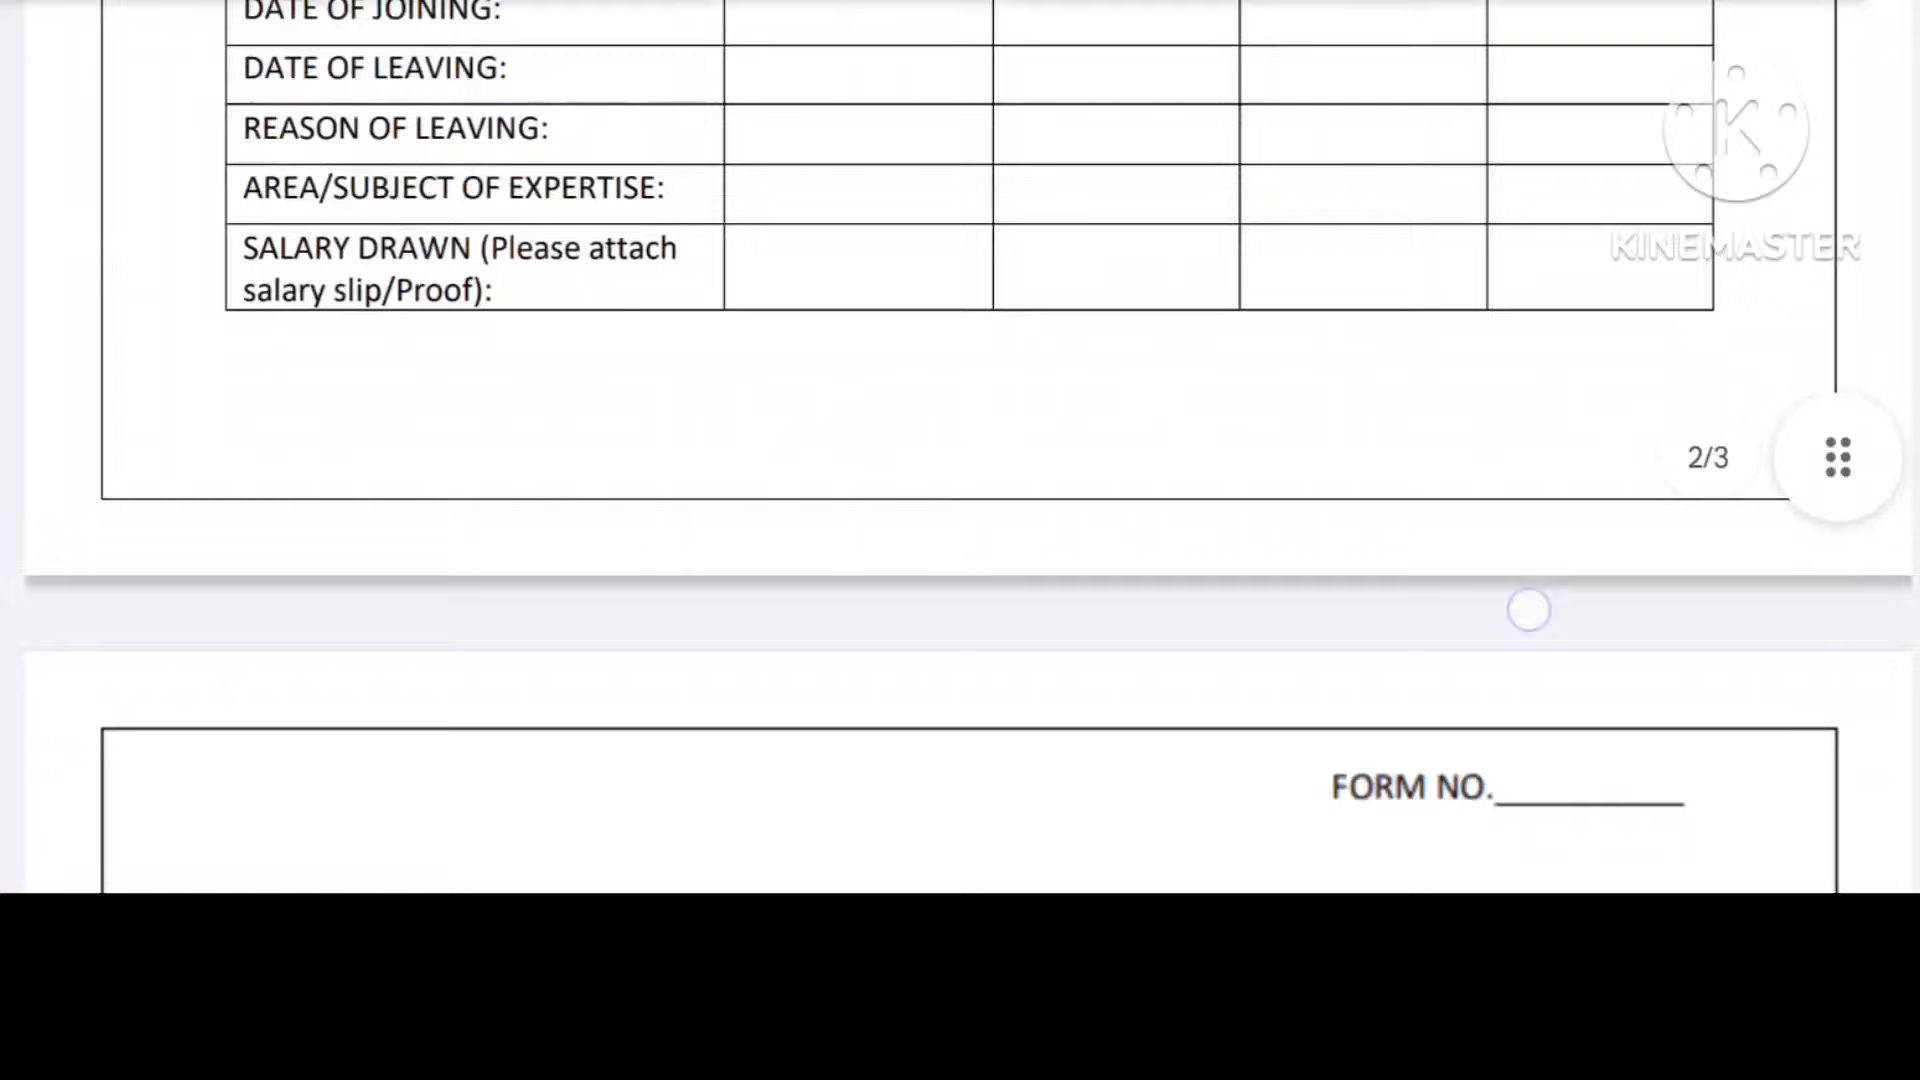 DATE OF JOINING:
DATE OF LEAVING:
REASON OF LEAVING:
AREA/SUBJECT OF EXPERTISE:
SALARY DRAWN (Please attach
salary slip/Proof):
K
KINEMASTER
2/3
FORM NO.__________